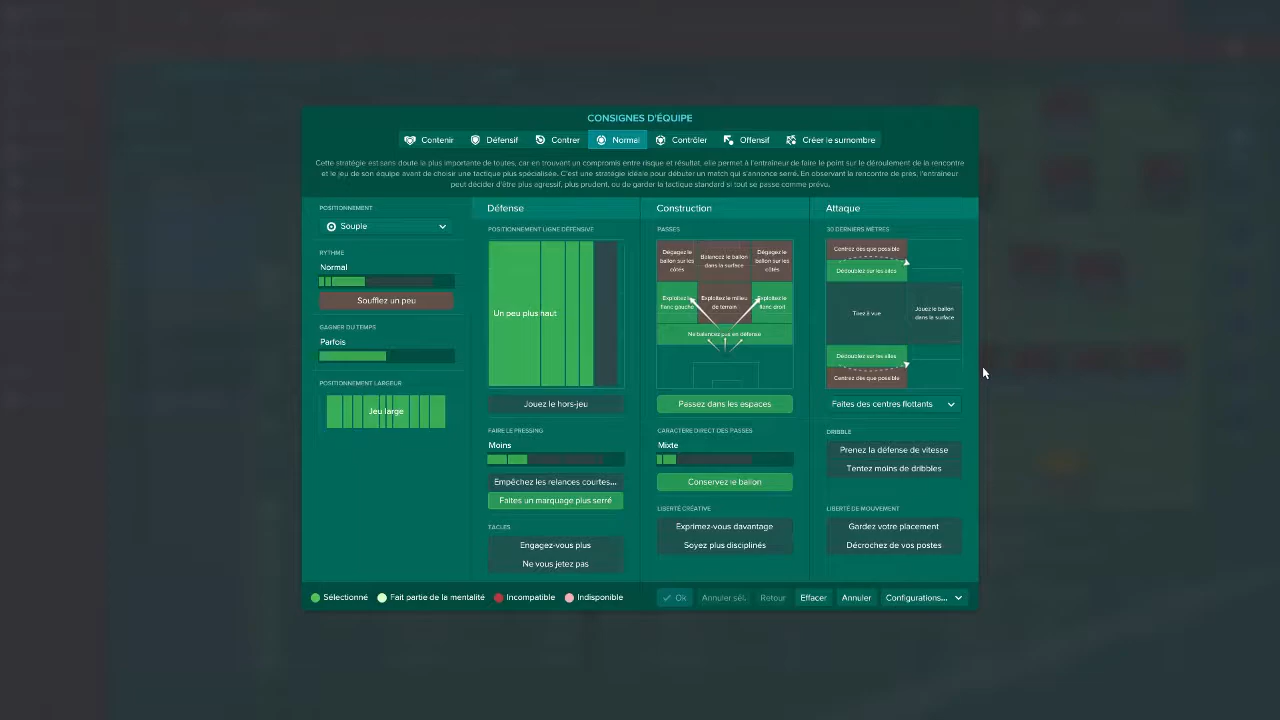 CONSIGNES D'ÉQUIPE
Contenir
Défensif
Contrer
Normal
Contrôler
Offensif
Créer le surnombre
Cette stratégie est sans doute la plus importante de toutes, car en trouvant un compromis entre risque et résultat, elle permet à l'entraîneur de faire le point sur le déroulement de la rencontre
et le jeu de son équipe avant de choisir une tactique plus spécialisée. C'est une stratégie idéale pour débuter un match qui s'annonce serré. En observant la rencontre de près, l'entraîneur
peut décider d'être plus agressif, plus prudent, ou de garder la tactique standard si tout se passe comme prévu.
POSITIONNEMENT
Souple
RYTHME
Normal
Soufflez un peu
GAGNER DU TEMPS
Parfois
POSITIONNEMENT LARGEUR
Jeu large
Défense
POSITIONNEMENT LIGNE DÉFENSIVE
Un peu plus haut
Jouez le hors-jeu
FAIRE LE PRESSING
Moins
Empêchez les relances courtes...
Faites un marquage plus serré
TACLES
Engagez-vous plus
Ne vous jetez pas
Construction
PASSES
Dégagez le
ballon sur les
côtés
Balancez le ballon
dans la surface
Dégagez le
ballon sur les
côtés
Exploitez le
flanc gauche
Exploitez le milieu
de terrain
Exploitez le
flanc droit
Ne balancez pas en défense
Passez dans les espaces
CARACTÈRE DIRECT DES PASSES
Mixte
Conservez le ballon
LIBERTÉ CRÉATIVE
Exprimez-vous davantage
Soyez plus disciplinés
Attaque
30 DERNIERS MÈTRES
Centrez dès que possible
Dédoublez sur les ailes
Tirez à vue
Jouez le ballon
dans la surface
Dédoublez sur les ailes
Centrez dès que possible
Faites des centres flottants
DRIBBLE
Prenez la défense de vitesse
Tentez moins de dribbles
LIBERTÉ DE MOUVEMENT
Gardez votre placement
Décrochez de vos postes
Sélectionné
Fait partie de la mentalité
Incompatible
Indisponible
Ok
Annuler sél.
Retour
Effacer
Annuler
Configurations...